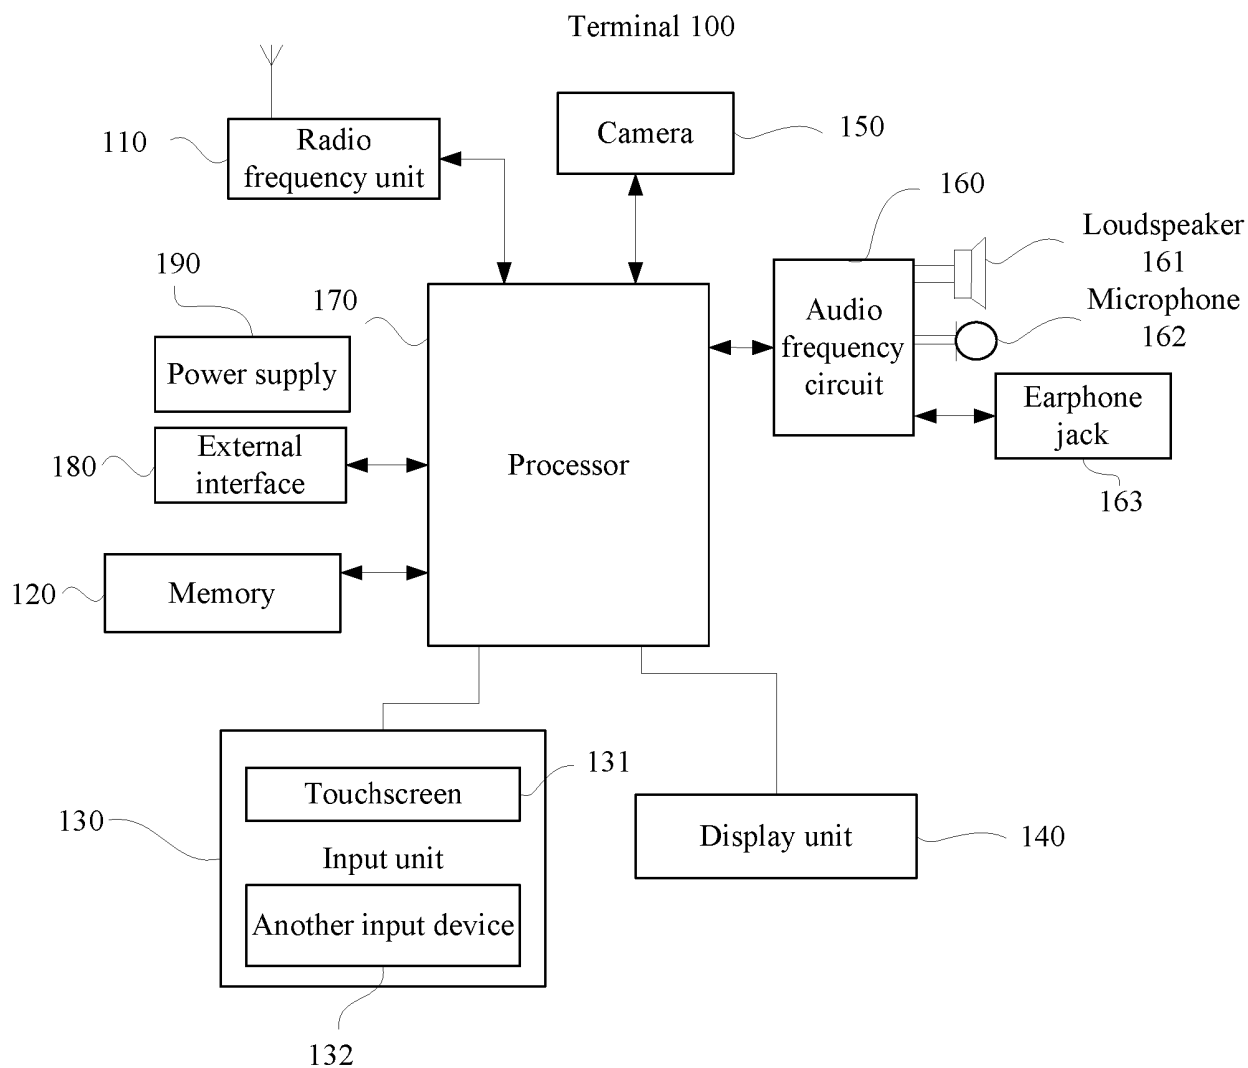 Terminal 100
110
Radio
frequency unit
Camera
150
160
Loudspeaker
161
Microphone
162
190
170
Power supply
Audio
frequency
circuit
Earphone
jack
163
180
External
interface
Processor
120
Memory
130
Touchscreen
131
Input unit
Another input device
132
Display unit
140